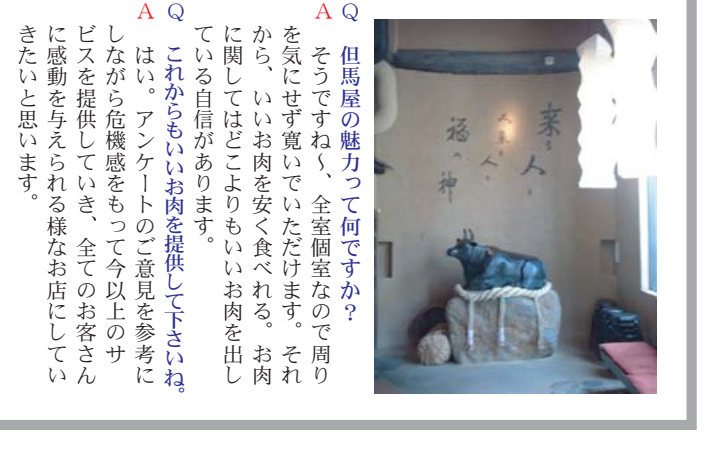 Q　但馬屋の魅力って何ですか？
A　そうですね～、全室個室なので周り
を気にせず寛いでいただけます。それ
から、いいお肉を安く食べれる。お肉
に関してはどこよりもいいお肉を出し
ている自信があります。
Q　これからもいいお肉を提供して下さいね。
A　はい。アンケートのご意見を参考に
しながら危機感をもって今以上のサ
ービスを提供していき、全てのお客さん
に感動を与えられる様なお店にしてい
きたいと思います。
来る
人も
人
人
福の神